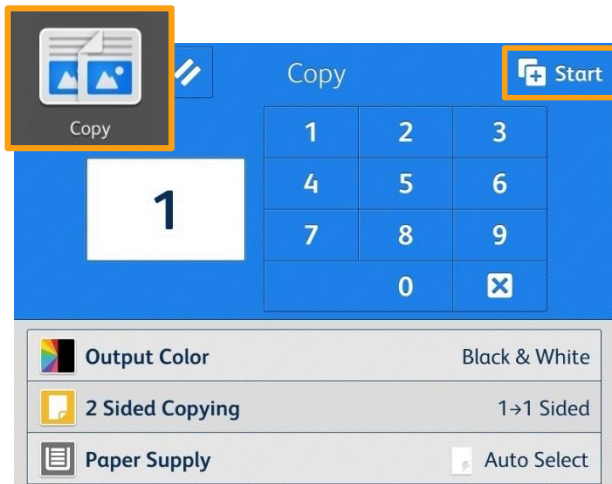 Copy
Copy
Start
1
1 2 3
4 5 6
7 8 9
0
Output Color Black & White
2 Sided Copying 1→1 Sided
Paper Supply Auto Select